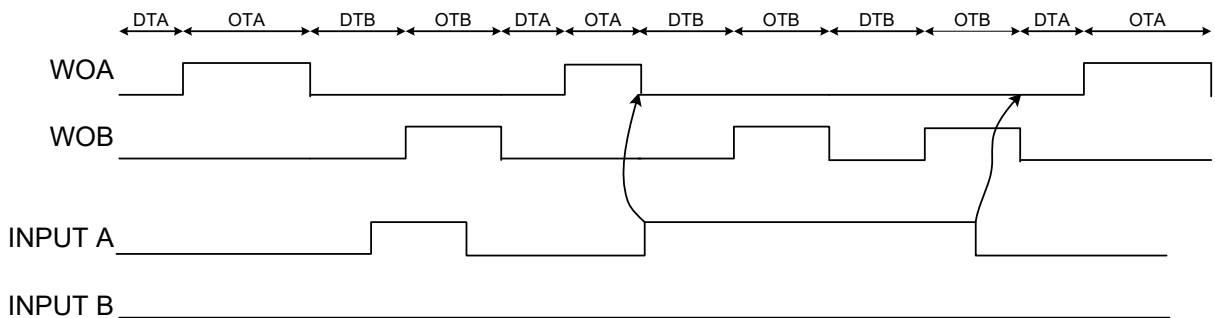 DTA OTA DTB OTB DTA OTA DTB OTB DTB OTB DTA OTA
WOA
WOB
INPUT A
INPUT B